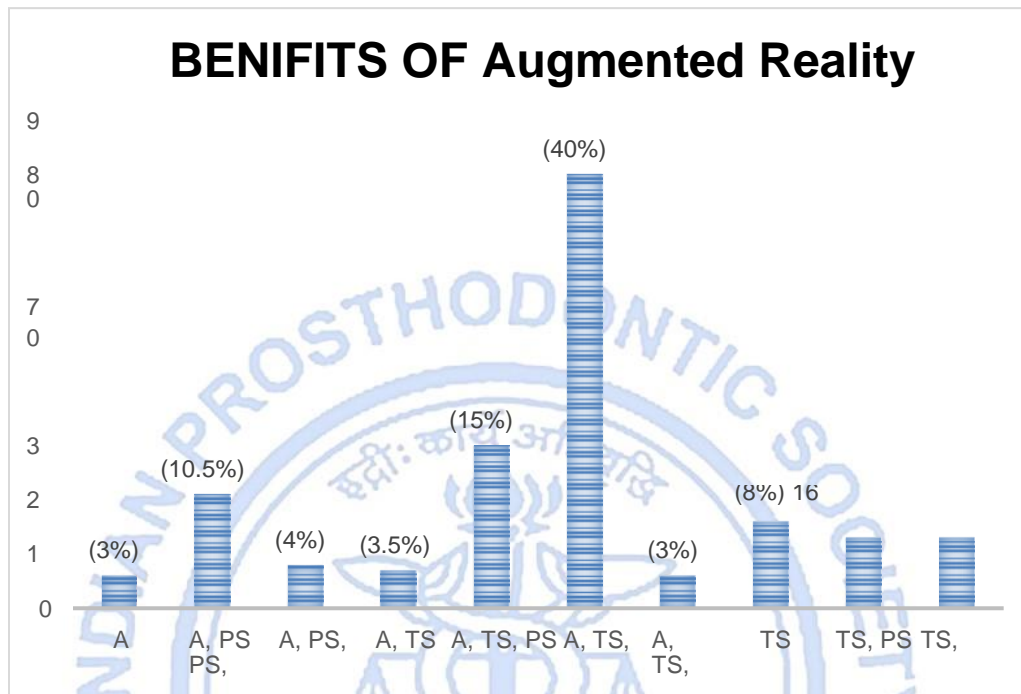 BENIFITS OF Augmented Reality
9
8
0
7
0
3
2
1
0
(3%)
(10.5%)
(4%)
(3.5%)
(15%)
(40%)
(3%)
(8%) 16
A
A, PS
PS,
A, PS,
A, TS
A, TS, PS
A, TS,
A,
TS,
TS
TS, PS
TS,
PROSTHODONTIC